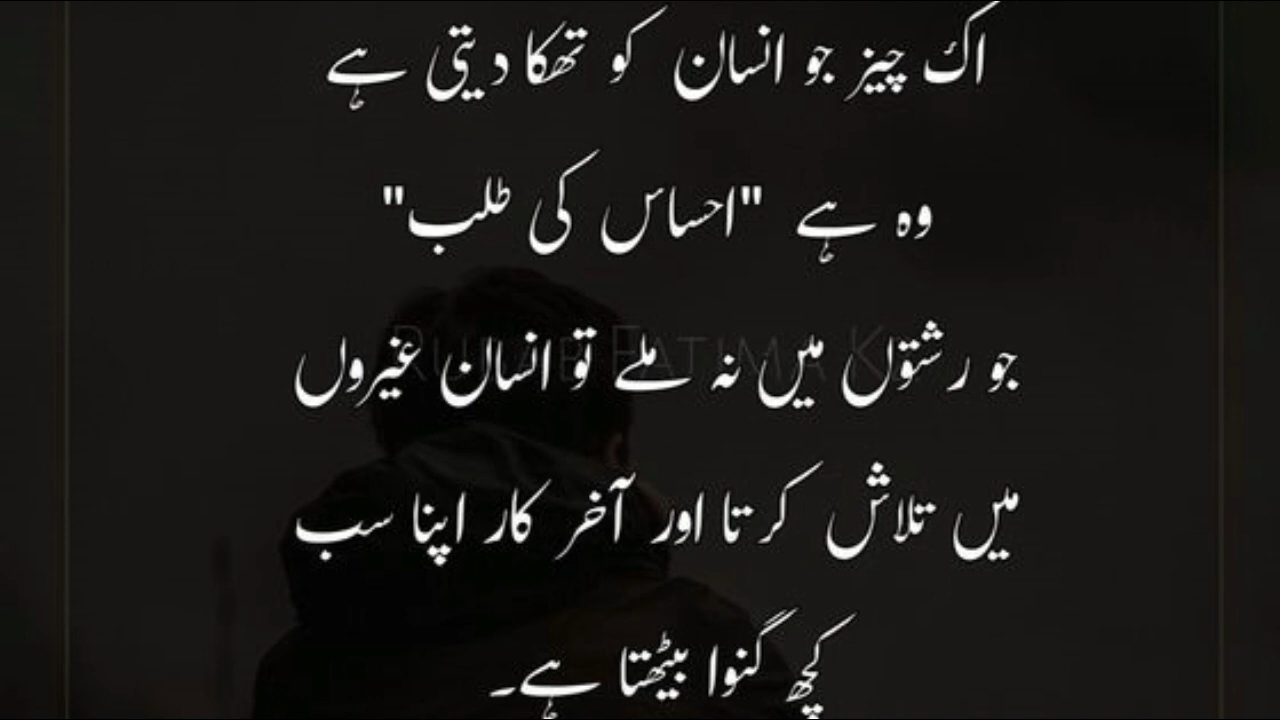 اک چیز جو انسان کو تھکا دیتی ہے
وہ ہے "احساس کی طلب"
جو رشتوں میں نہ ملے تو انسان غیروں
میں تلاش کرتا اور آخر کار اپنا سب
کچھ گنوا بیٹھتا ہے۔
Fatima K